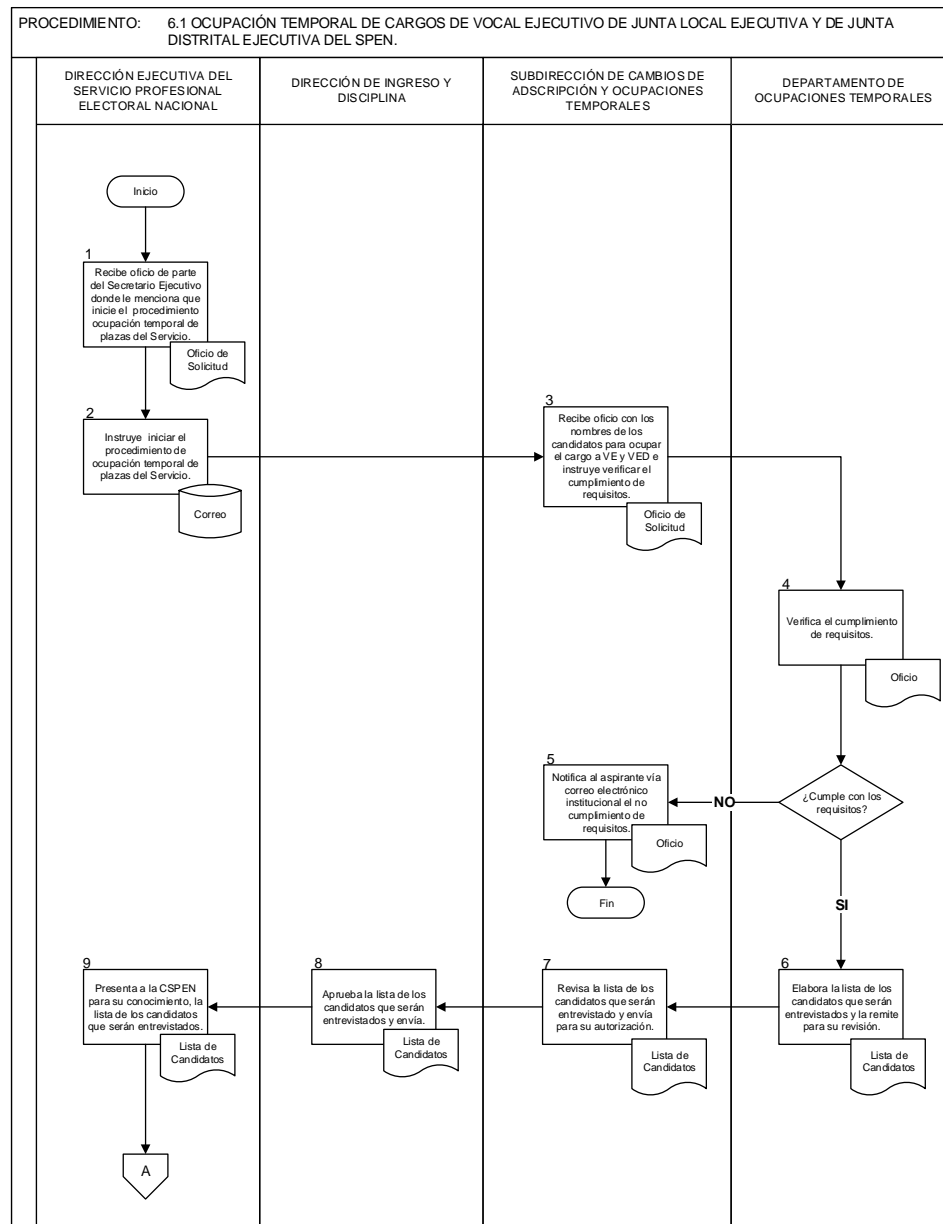 PROCEDIMIENTO: 6.1 OCUPACIÓN TEMPORAL DE CARGOS DE VOCAL EJECUTIVO DE JUNTA LOCAL EJECUTIVA Y DE JUNTA
DISTRITAL EJECUTIVA DEL SPEN.
DIRECCIÓN EJECUTIVA DEL
SERVICIO PROFESIONAL
ELECTORAL NACIONAL
DIRECCIÓN DE INGRESO Y
DISCIPLINA
SUBDIRECCIÓN DE CAMBIOS DE
ADSCRIPCIÓN Y OCUPACIONES
TEMPORALES
DEPARTAMENTO DE
OCUPACIONES TEMPORALES
Inicio
1
Recibe oficio de parte
del Secretario Ejecutivo
donde le menciona que
inicie el procedimiento
ocupación temporal de
plazas del Servicio.
Oficio de
Solicitud
2
Instruye iniciar el
procedimiento de
ocupación temporal de
plazas del Servicio.
Correo
3
Recibe oficio con los
nombres de los
candidatos para ocupar
el cargo a VE y VED e
instruye verificar el
cumplimiento de
requisitos.
Oficio de
Solicitud
4
Verifica el cumplimiento
de requisitos.
Oficio
¿Cumple con los
requisitos?
NO
5
Notifica al aspirante vía
correo electrónico
institucional el no
cumplimiento de
requisitos.
Oficio
Fin
SI
6
Elabora la lista de los
candidatos que serán
entrevistados y la remite
para su revisión.
Lista de
Candidatos
7
Revisa la lista de los
candidatos que serán
entrevistado y envía
para su autorización.
Lista de
Candidatos
8
Aprueba la lista de los
candidatos que serán
entrevistados y envía.
Lista de
Candidatos
9
Presenta a la CSPEN
para su conocimiento, la
lista de los candidatos
que serán entrevistados.
Lista de
Candidatos
A